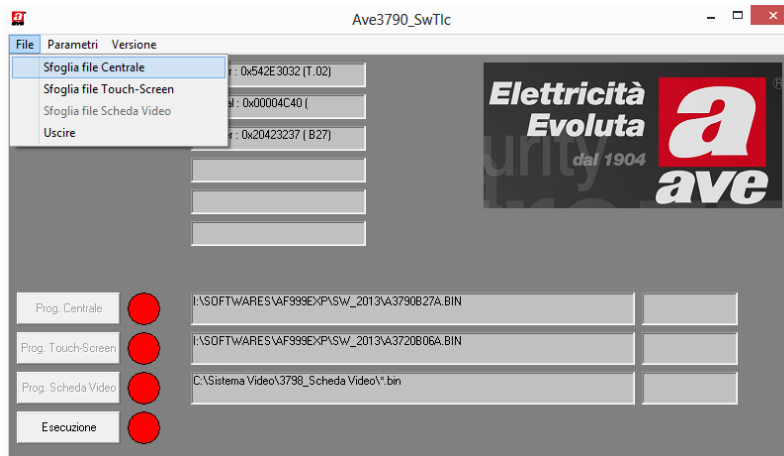 Ave3790_SwTlc
File Parametri Versione
Sfoglia file Centrale
Sfoglia file Touch-Screen
Sfoglia file Scheda Video
Uscire
r : 0x542E3032 (T.02)
al : 0x00004C40 (
er : 0x20423237 ( B27)
Elettricità
Evoluta
dal 1904
a
ave
®
urity
Prog. Centrale
I:\SOFTWARES\AF999EXP\SW_2013\A3790B27A.BIN
Prog. Touch-Screen
I:\SOFTWARES\AF999EXP\SW_2013\A3720B06A.BIN
Prog. Scheda Video
C:\Sistema Video\3798_Scheda Video\*.bin
Esecuzione